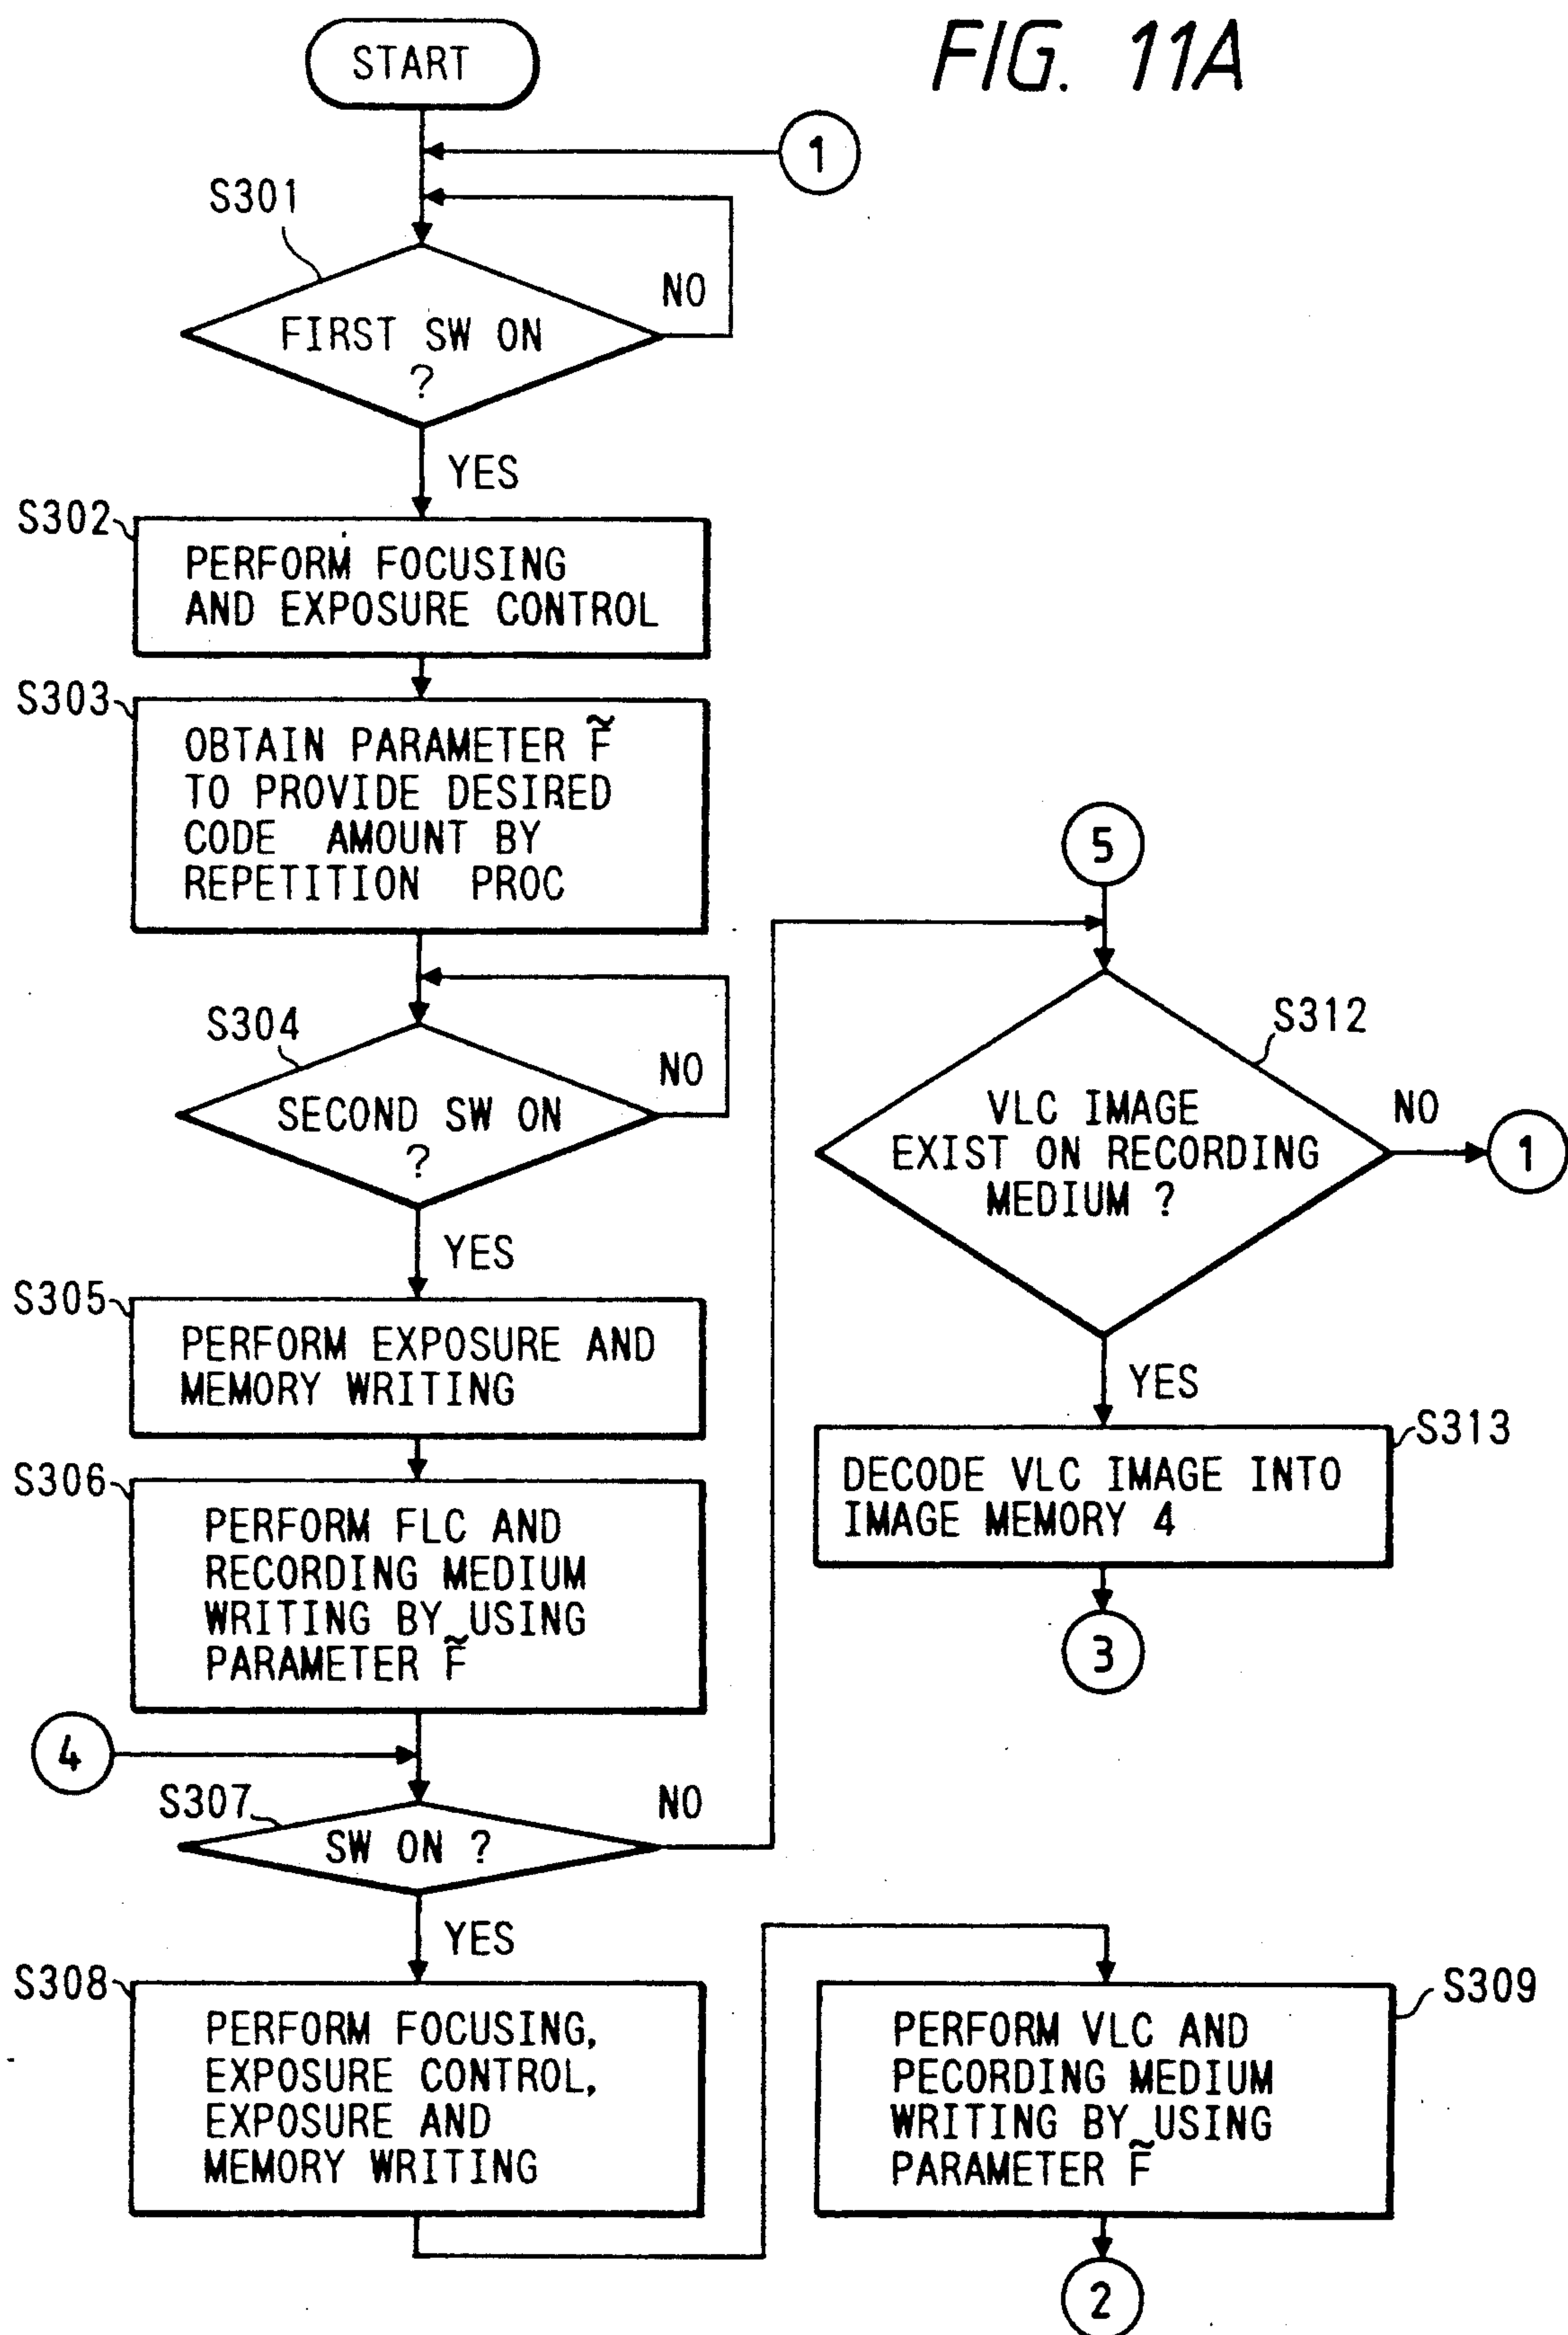 FIG. 11A
START
1
S301
NO
FIRST SW ON
?
YES
S302
PERFORM FOCUSING
AND EXPOSURE CONTROL
S303
OBTAIN PARAMETER F̃
TO PROVIDE DESIRED
CODE AMOUNT BY
REPETITION PROC
S304
NO
SECOND SW ON
?
YES
S305
PERFORM EXPOSURE AND
MEMORY WRITING
S306
PERFORM FLC AND
RECORDING MEDIUM
WRITING BY USING
PARAMETER F̃
4
S307
NO
SW ON ?
YES
S308
PERFORM FOCUSING,
EXPOSURE CONTROL,
EXPOSURE AND
MEMORY WRITING
5
S312
VLC IMAGE
EXIST ON RECORDING
MEDIUM ?
NO
1
YES
S313
DECODE VLC IMAGE INTO
IMAGE MEMORY 4
3
S309
PERFORM VLC AND
PECORDING MEDIUM
WRITING BY USING
PARAMETER F̃
2